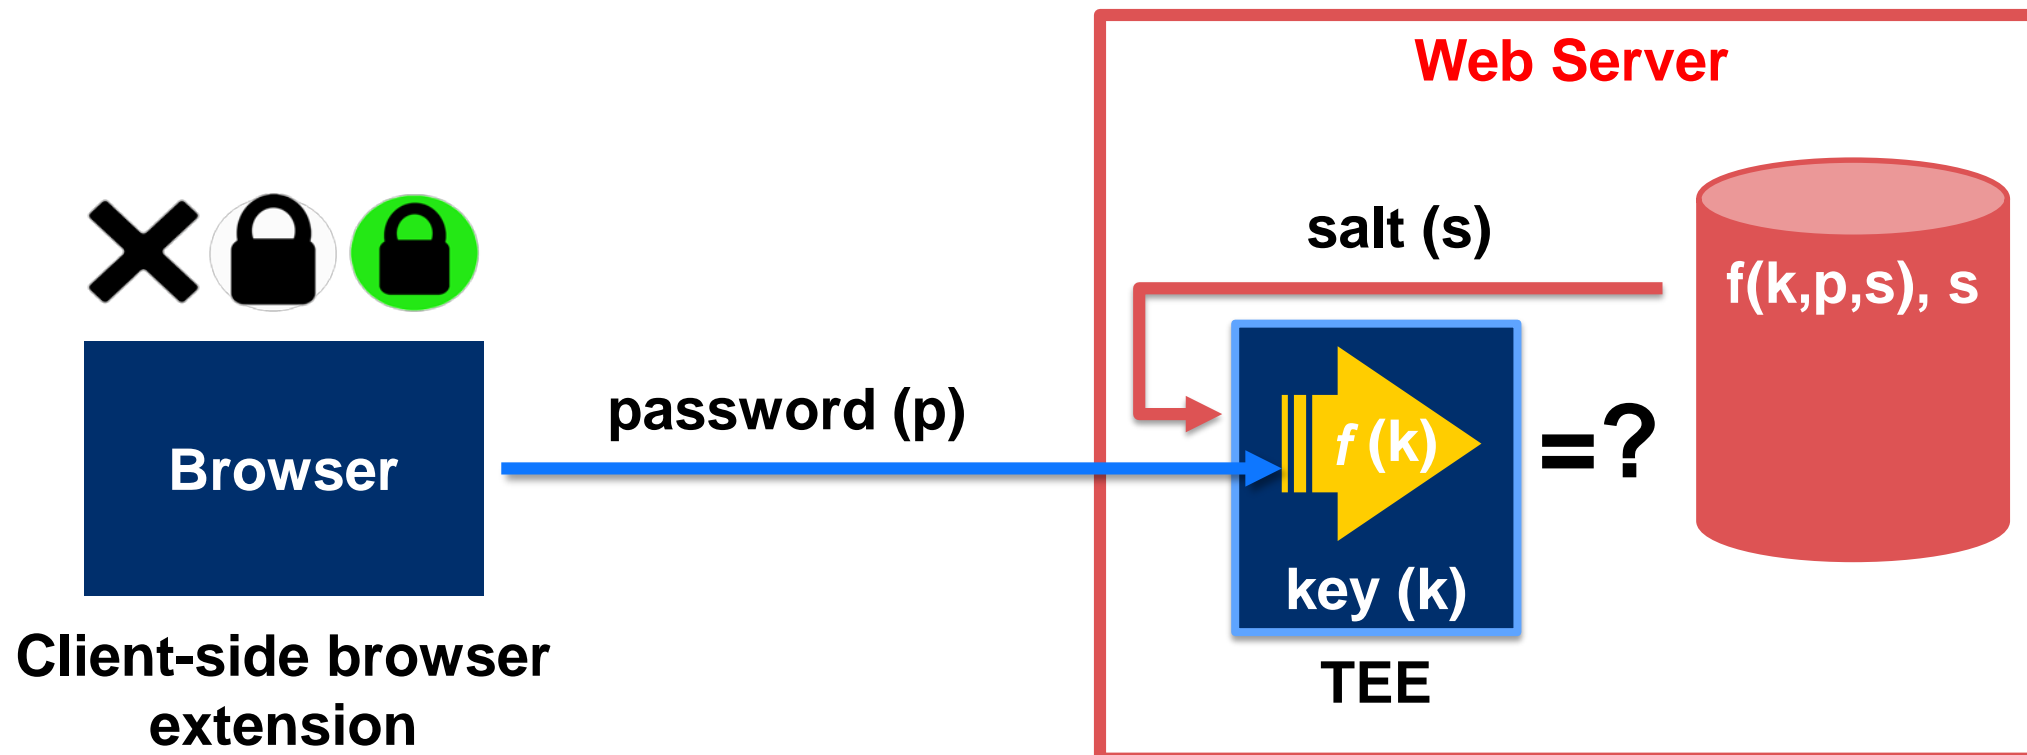 Web Server
salt (s)
f(k,p,s), s
password (p)
f (k)
=?
Browser
key (k)
Client-side browser
extension
TEE